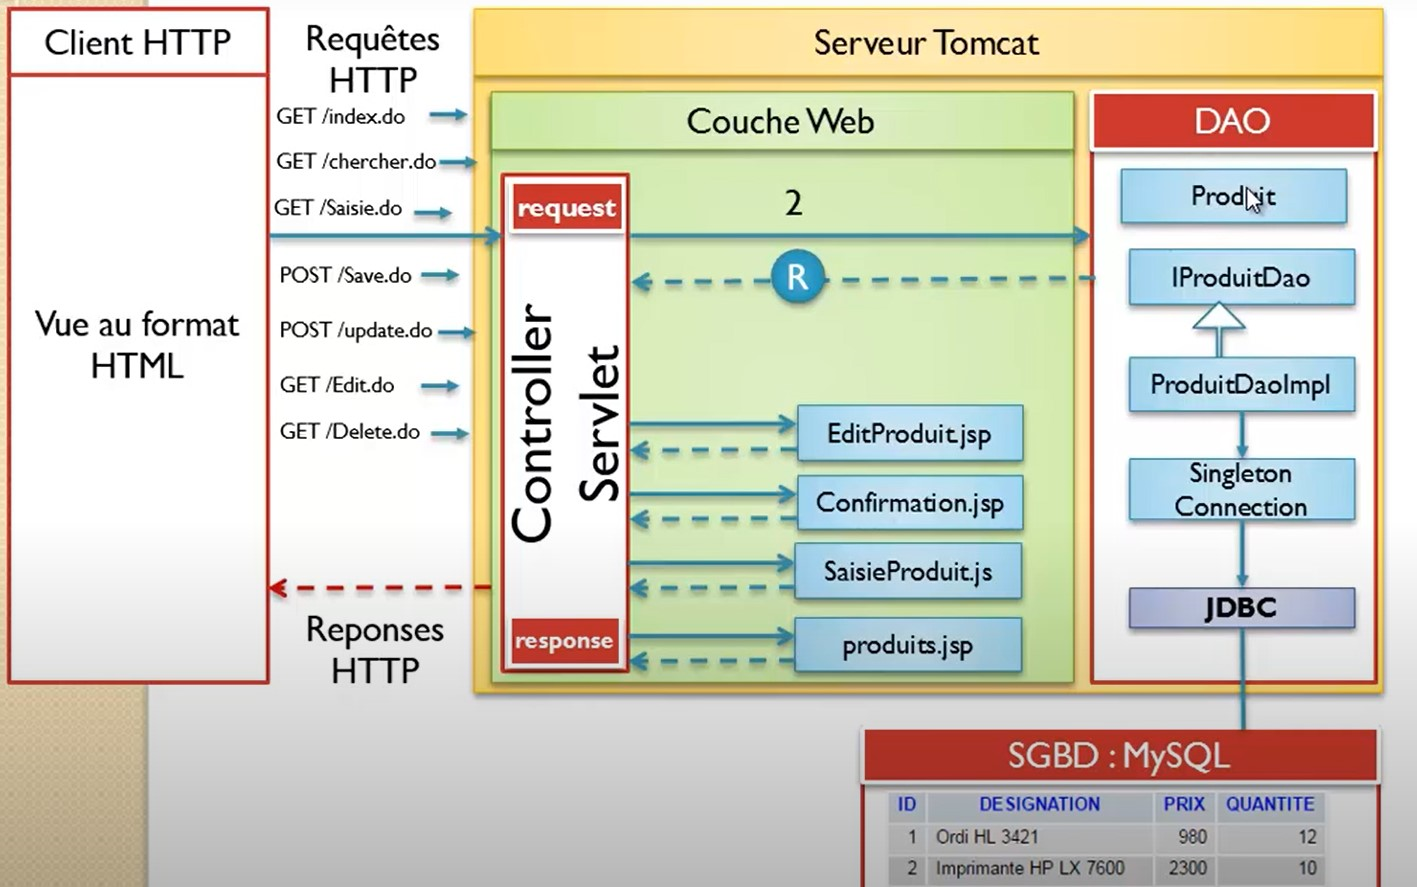 Client HTTP
Vue au format
HTML
Requêtes
HTTP
GET /index.do
GET /chercher.do
GET /Saisie.do
POST /Save.do
POST /update.do
GET /Edit.do
GET /Delete.do
Reponses
HTTP
Serveur Tomcat
Couche Web
request
Controller
Servlet
response
2
R
EditProduit.jsp
Confirmation.jsp
SaisieProduit.js
produits.jsp
DAO
Produit
IProduitDao
ProduitDaoImpl
Singleton
Connection
JDBC
SGBD : MySQL
ID DESIGNATION PRIX QUANTITE
1 Ordi HL 3421 980 12
2 Imprimante HP LX 7600 2300 10